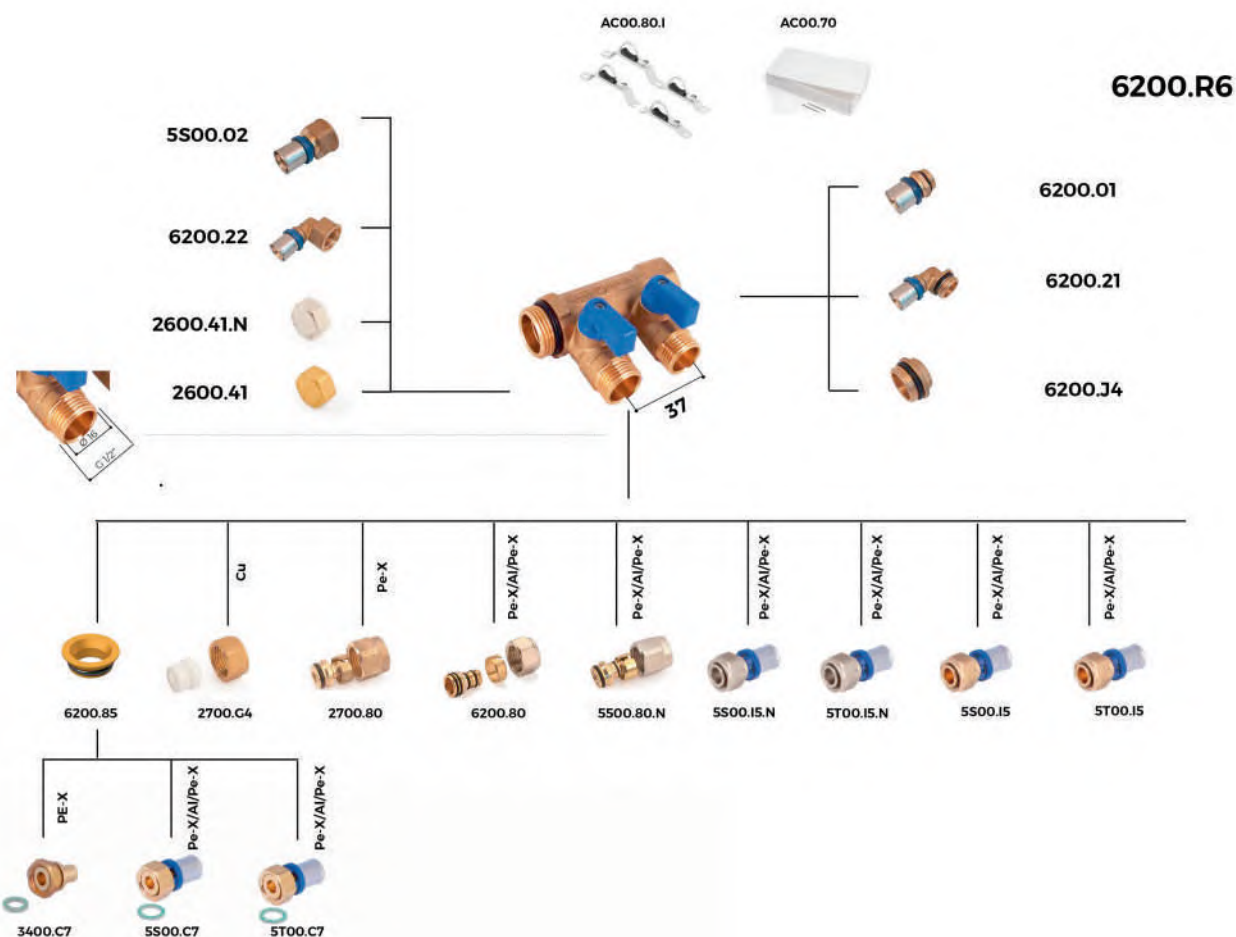 AC00.80.I
AC00.70
6200.R6
5S00.02
6200.22
2600.41.N
2600.41
6200.01
6200.21
6200.J4
37
Ø 16
G 1/2"
Cu
Pe-X
Pe-X/Al/Pe-X
Pe-X/Al/Pe-X
Pe-X/Al/Pe-X
Pe-X/Al/Pe-X
Pe-X/Al/Pe-X
Pe-X/Al/Pe-X
6200.85
2700.G4
2700.80
6200.80
5500.80.N
5S00.I5.N
5T00.I5.N
5S00.I5
5T00.I5
PE-X
Pe-X/Al/Pe-X
Pe-X/Al/Pe-X
3400.C7
5S00.C7
5T00.C7